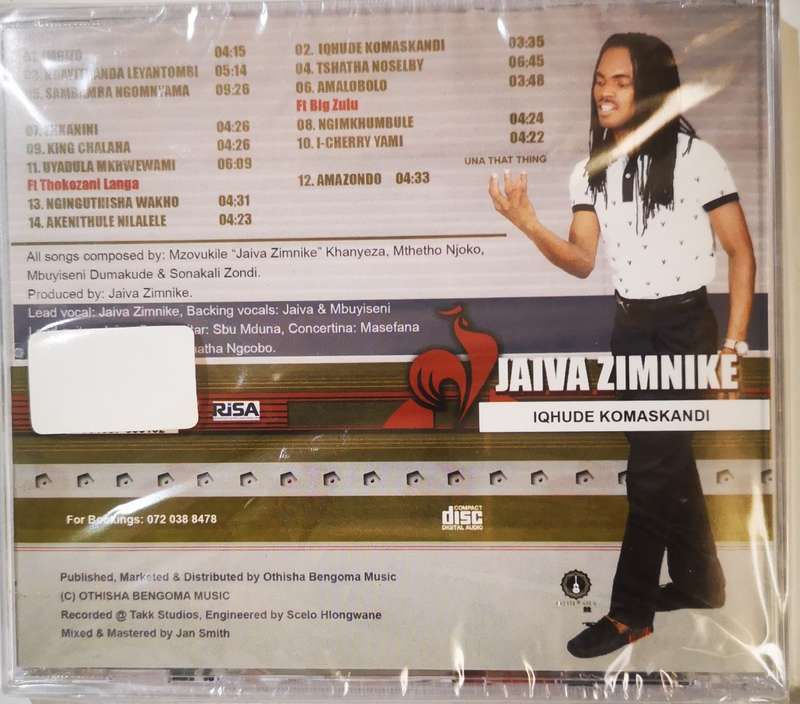 01. IMBIZO 04:15
02. IQHUDE KOMASKANDI 03:35
05:14
04. TSHATHA NOSELBY 06:45
05. SAMBAMBA NGOMNYAMA 09:26
06. AMALOBOLO 03:48
Ft Big Zulu
04:26
08. NGIMKHUMBULE 04:24
09. KING CHALAHA 04:26
10. I-CHERRY YAMI 04:22
11. UYADULA MKHWEWAMI 06:09
UNA THAT THING
Ft Thokozani Langa
12. AMAZONDO 04:33
13. NGINGUTHISHA WAKHO 04:31
14. AKENITHULE NILALELE 04:23
All songs composed by: Mzovukile "Jaiva Zimnike" Khanyeza, Mthetho Njoko,
Mbuyiseni Dumakude & Sonakali Zondi.
Produced by: Jaiva Zimnike.
Lead vocal: Jaiva Zimnike, Backing vocals: Jaiva & Mbuyiseni
Sbu Mduna, Concertina: Masefana
Ngcobo.
JAIVA ZIMNIKE
RiSA
IQHUDE KOMASKANDI
For Bookings: 072 038 8478
COMPACT
disc
DIGITAL AUDIO
Published, Marketed & Distributed by Othisha Bengoma Music
(C) OTHISHA BENGOMA MUSIC
Recorded @ Takk Studios, Engineered by Scelo Hlongwane
Mixed & Mastered by Jan Smith